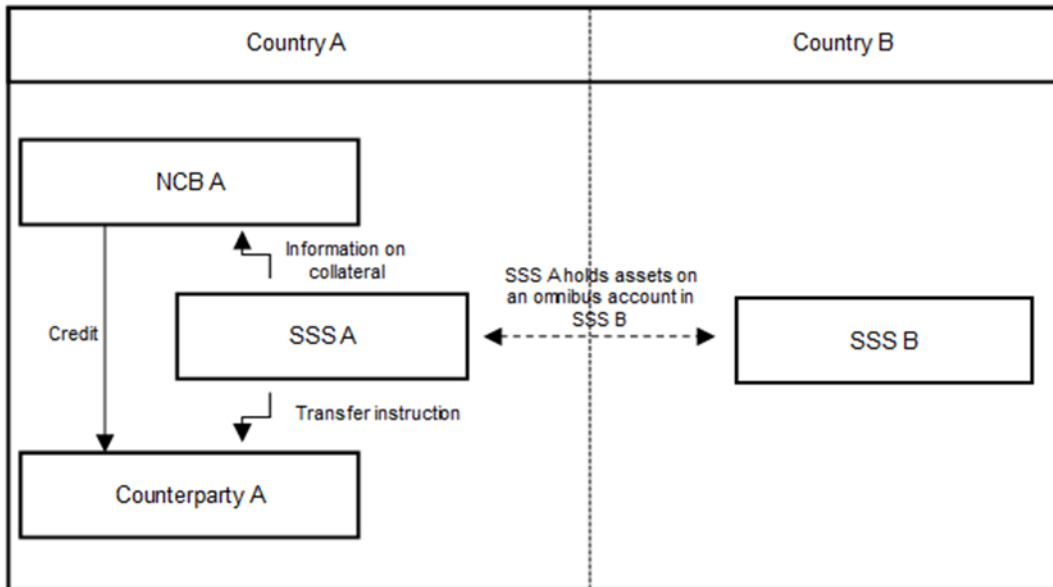 Country A
Country B
NCB A
Information on
collateral
SSS A holds assets on
an omnibus account in
SSS B
Credit
SSS A
SSS B
Transfer instruction
Counterparty A